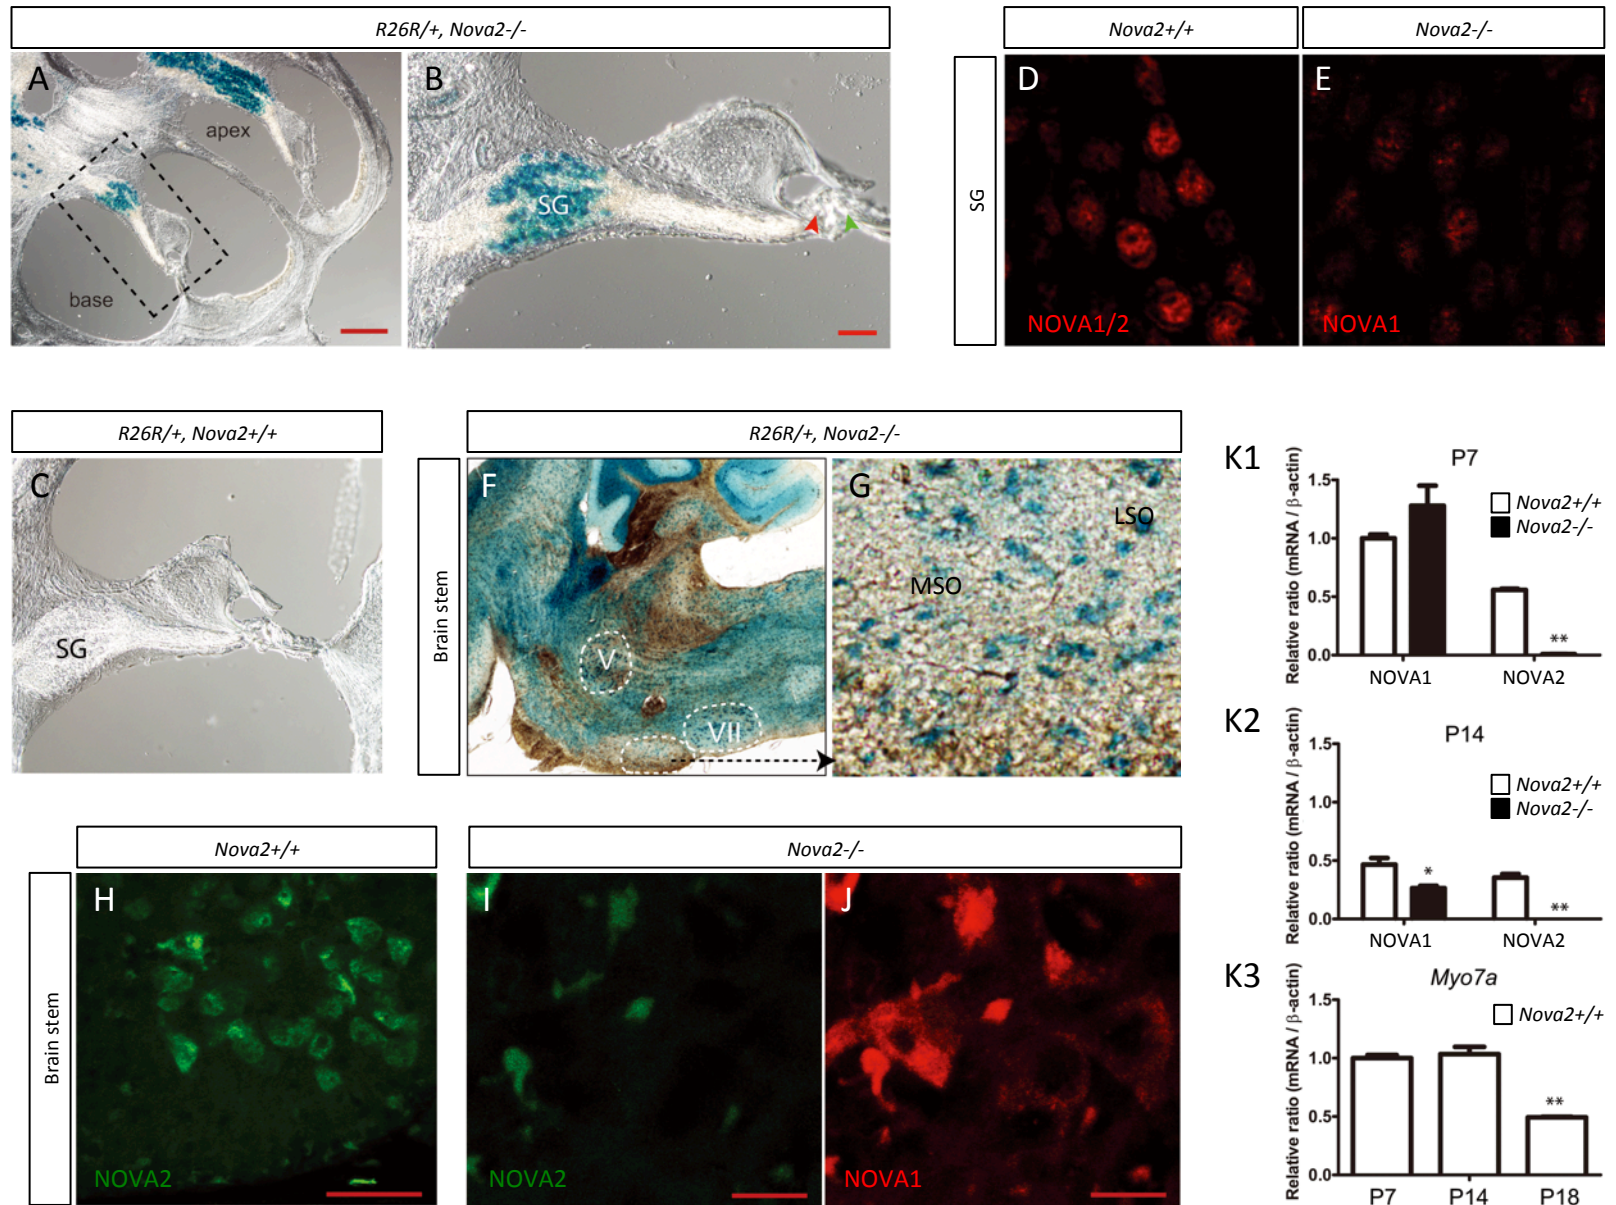 R26R/+, Nova2-/-
A
apex
base
B
SG
Nova2+/+
Nova2-/-
SG
D
NOVA1/2
E
NOVA1
R26R/+, Nova2+/+
C
SG
R26R/+, Nova2-/-
Brain stem
F
V
VII
G
LSO
MSO
Nova2+/+
Nova2-/-
Brain stem
H
NOVA2
I
NOVA2
J
NOVA1
K1
P7
Relative ratio (mRNA / β-actin)
1.5
1.0
0.5
0.0
Nova2+/+
Nova2-/-
**
NOVA1 NOVA2
K2
P14
Relative ratio (mRNA / β-actin)
1.5
1.0
0.5
0.0
Nova2+/+
Nova2-/-
*
**
NOVA1 NOVA2
K3
Myo7a
Relative ratio (mRNA / β-actin)
1.5
1.0
0.5
0.0
Nova2+/+
**
P7 P14 P18